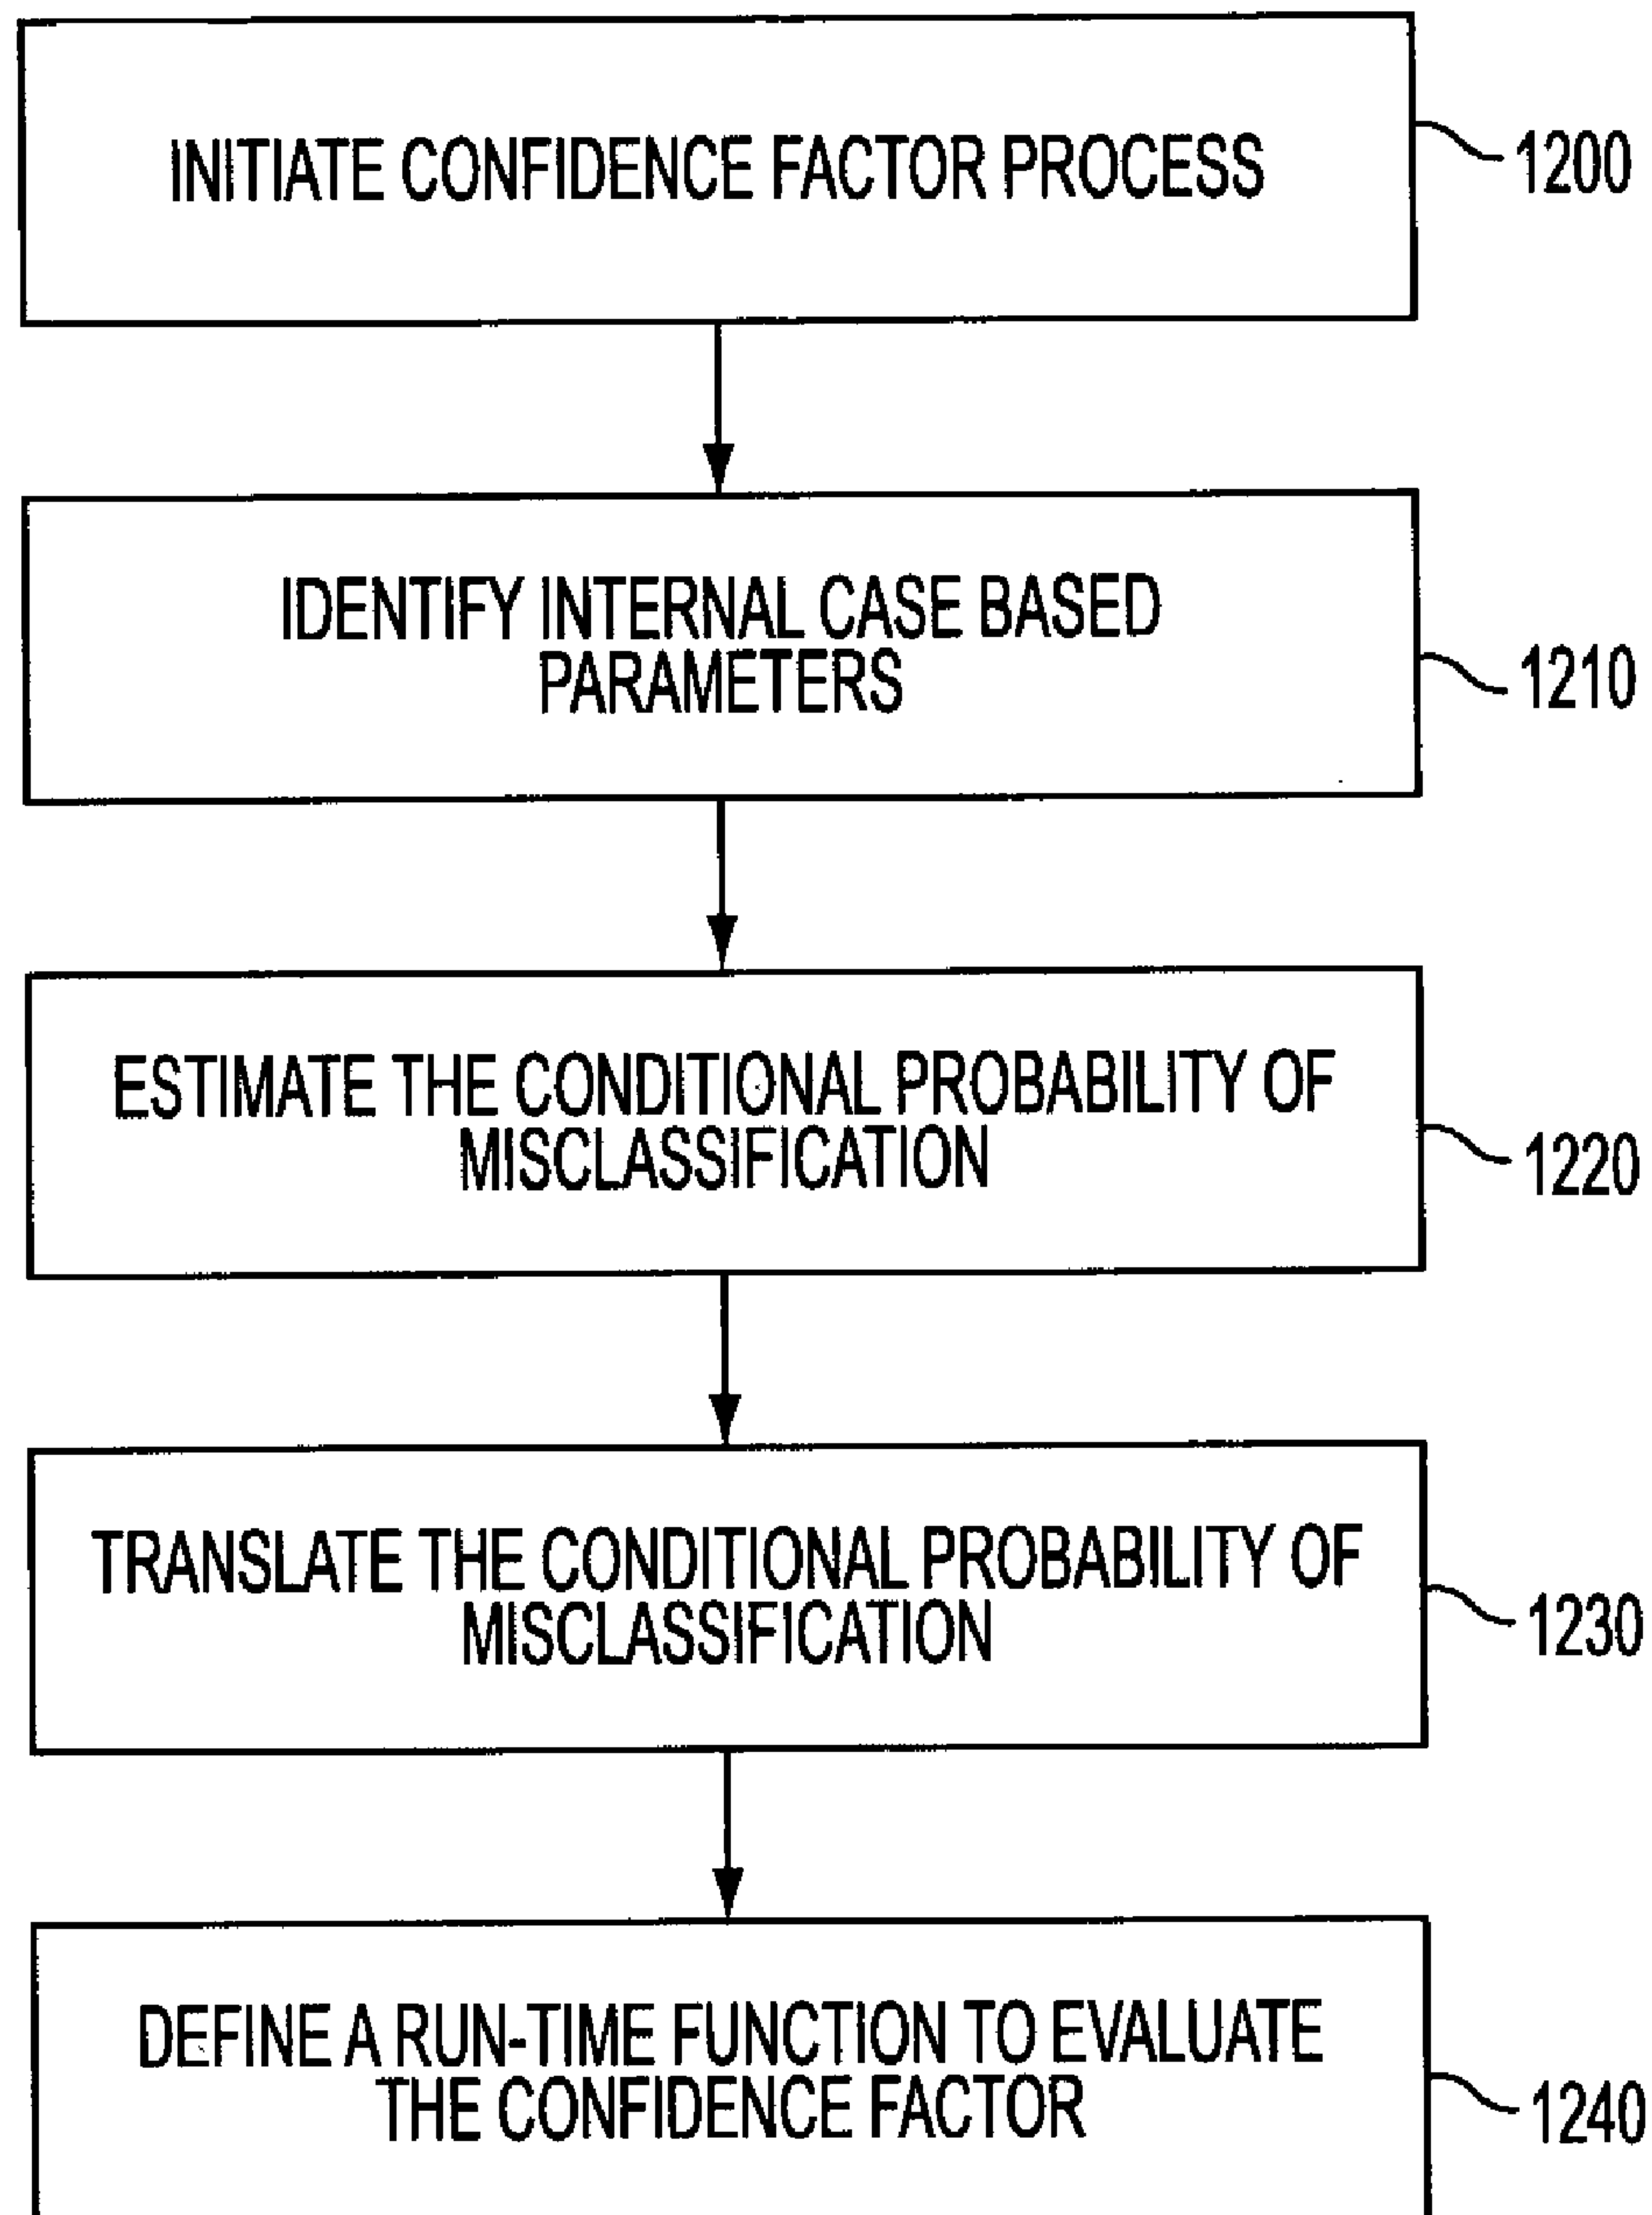 INITIATE CONFIDENCE FACTOR PROCESS
1200
IDENTIFY INTERNAL CASE BASED
PARAMETERS
1210
ESTIMATE THE CONDITIONAL PROBABILITY OF
MISCLASSIFICATION
1220
TRANSLATE THE CONDITIONAL PROBABILITY OF
MISCLASSIFICATION
1230
DEFINE A RUN-TIME FUNCTION TO EVALUATE
THE CONFIDENCE FACTOR
1240